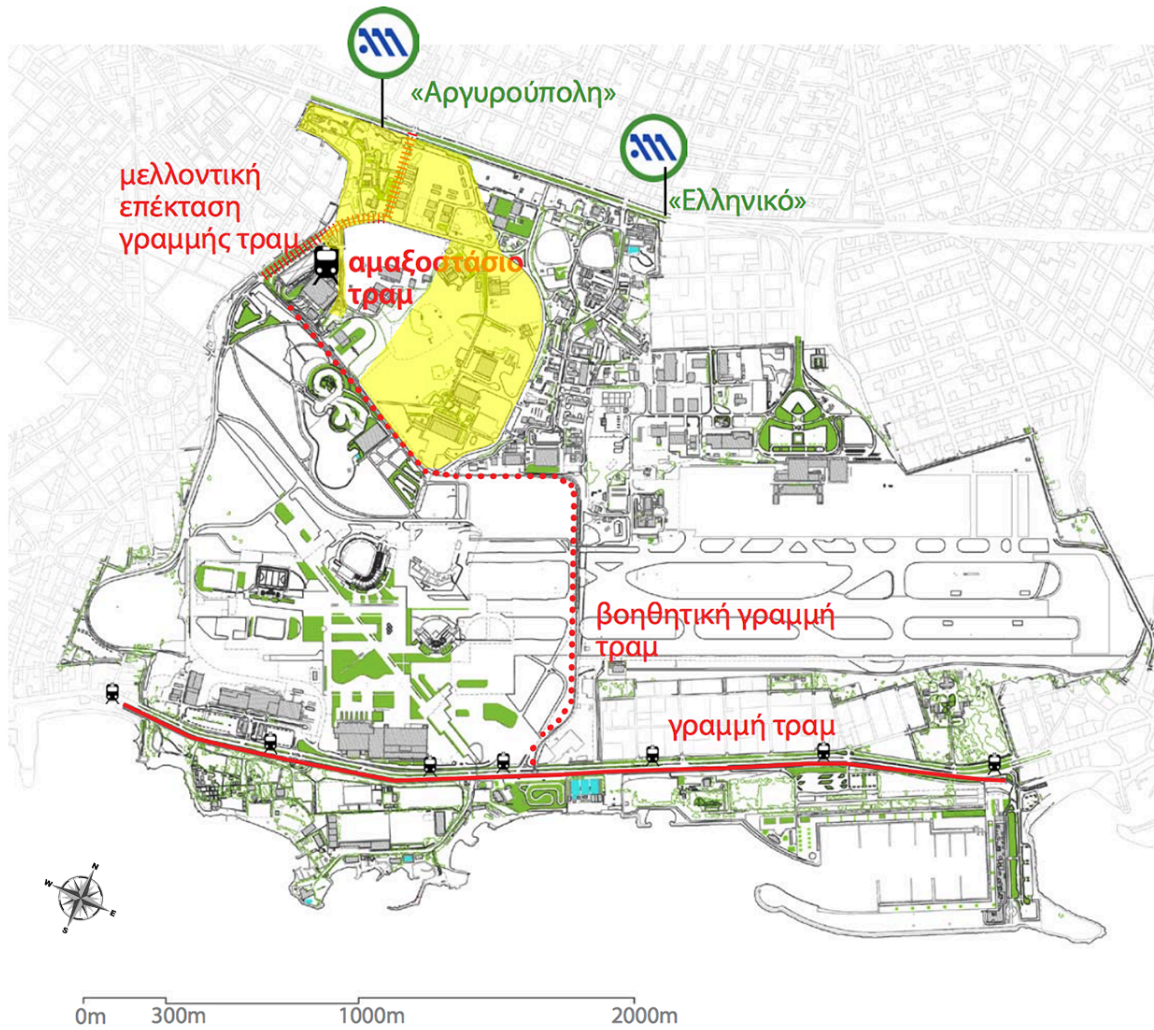 «Αργυρούπολη»
«Ελληνικό»
μελλοντική
επέκταση
γραμμής τραμ
αμαξοστάσιο
τραμ
βοηθητική γραμμή
τραμ
γραμμή τραμ
N
W
E
S
0m 300m 1000m 2000m